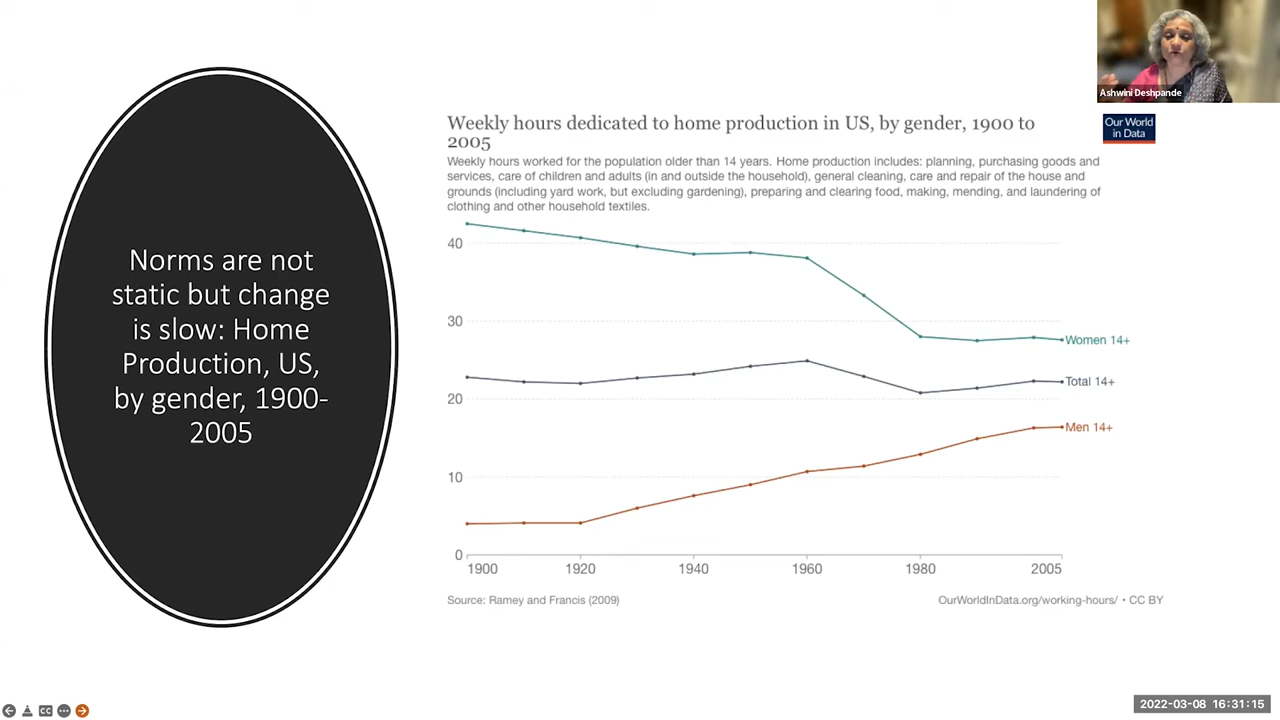 Ashwini Deshpande
Norms are not
static but change
is slow: Home
Production, US,
by gender, 1900-
2005
Weekly hours dedicated to home production in US, by gender, 1900 to
2005
Our World
in Data
Weekly hours worked for the population older than 14 years. Home production includes: planning, purchasing goods and
services, care of children and adults (in and outside the household), general cleaning, care and repair of the house and
grounds (including yard work, but excluding gardening), preparing and clearing food, making, mending, and laundering of
clothing and other household textiles.
40
30
20
10
0
Women 14+
Total 14+
Men 14+
1900 1920 1940 1960 1980 2005
Source: Ramey and Francis (2009)
OurWorldInData.org/working-hours/ • CC BY
CC
2022-03-08 16:31:15